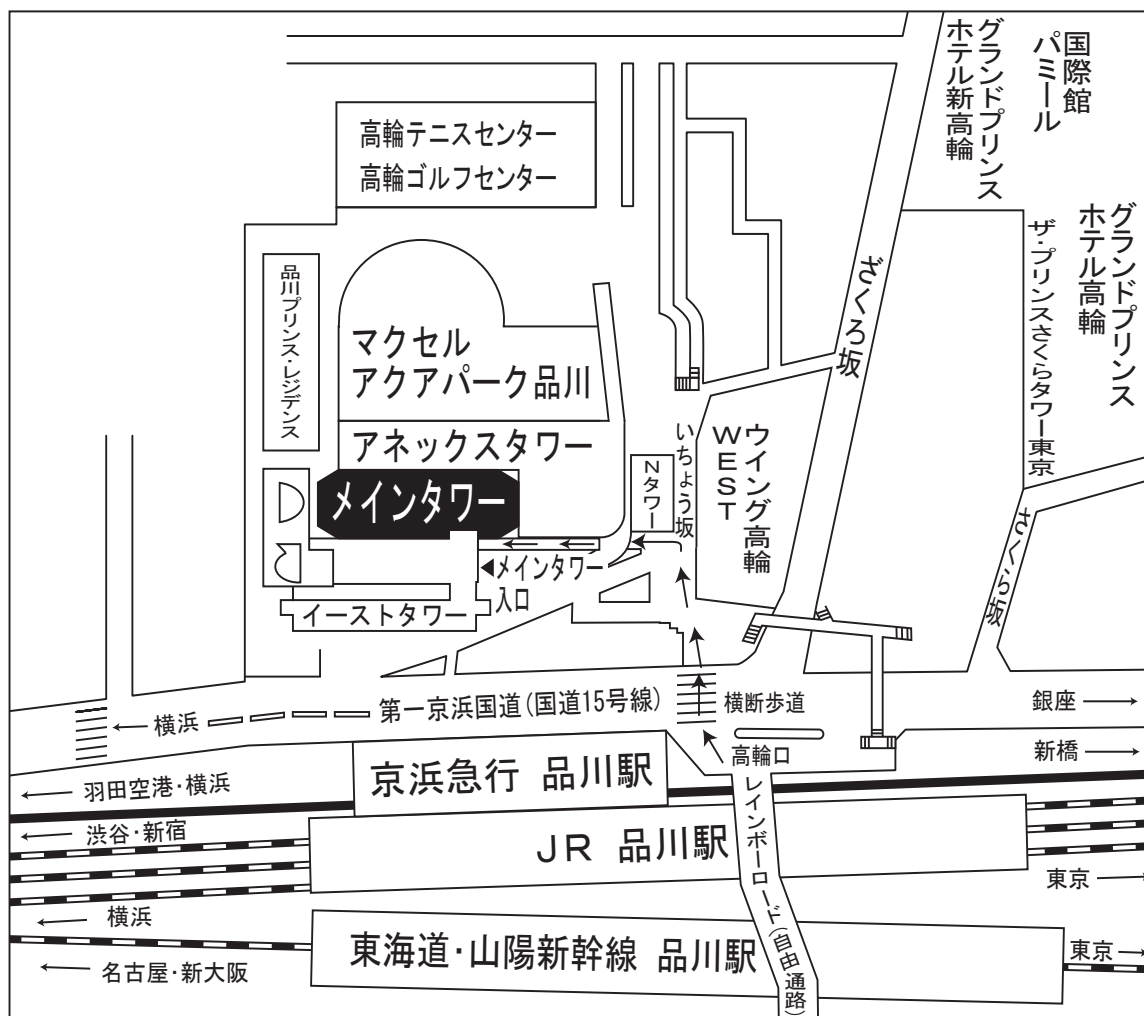 国際館
パミール
グランドプリンス
ホテル新高輪
高輪テニスセンター
高輪ゴルフセンター
グランドプリンス
ホテル高輪
ザ・プリンスさくらタワー東京
ざくろ坂
品川プリンス・レジデンス
マクセル
アクアパーク品川
アネックスタワー
メインタワー
Nタワー
いちょう坂
ウイング高輪
WEST
さくら坂
メインタワー
入口
イーストタワー
第一京浜国道(国道15号線)
横浜
横断歩道
銀座
高輪口
新橋
京浜急行 品川駅
羽田空港・横浜
渋谷・新宿
JR 品川駅
レインボーロード(自由通路)
東京
横浜
東海道・山陽新幹線 品川駅
東京
名古屋・新大阪